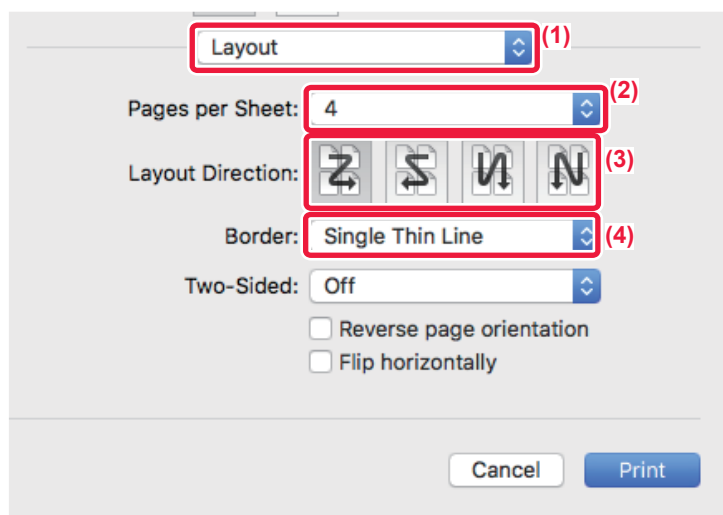 Layout (1)
Pages per Sheet: 4 (2)
Layout Direction: (3)
Border: Single Thin Line (4)
Two-Sided: Off
Reverse page orientation
Flip horizontally
Cancel Print